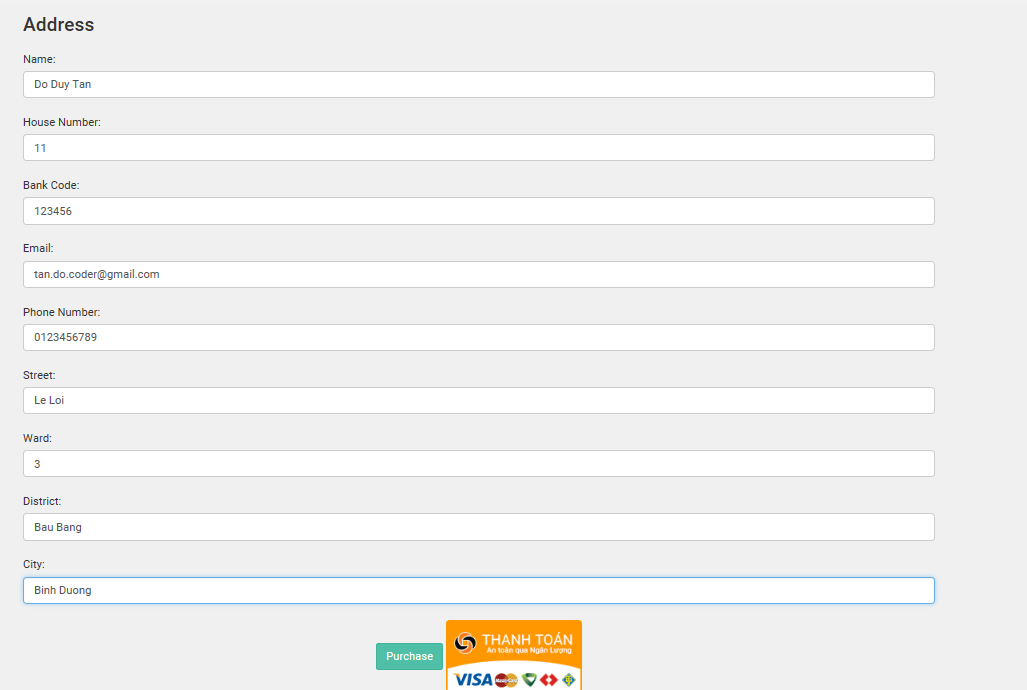 Address
Name:
Do Duy Tan
House Number:
11
Bank Code:
123456
Email:
tan.do.coder@gmail.com
Phone Number:
0123456789
Street:
Le Loi
Ward:
3
District:
Bau Bang
City:
Binh Duong
Purchase
THANH TOÁN
An toàn qua Ngân Lượng
VISA MasterCard